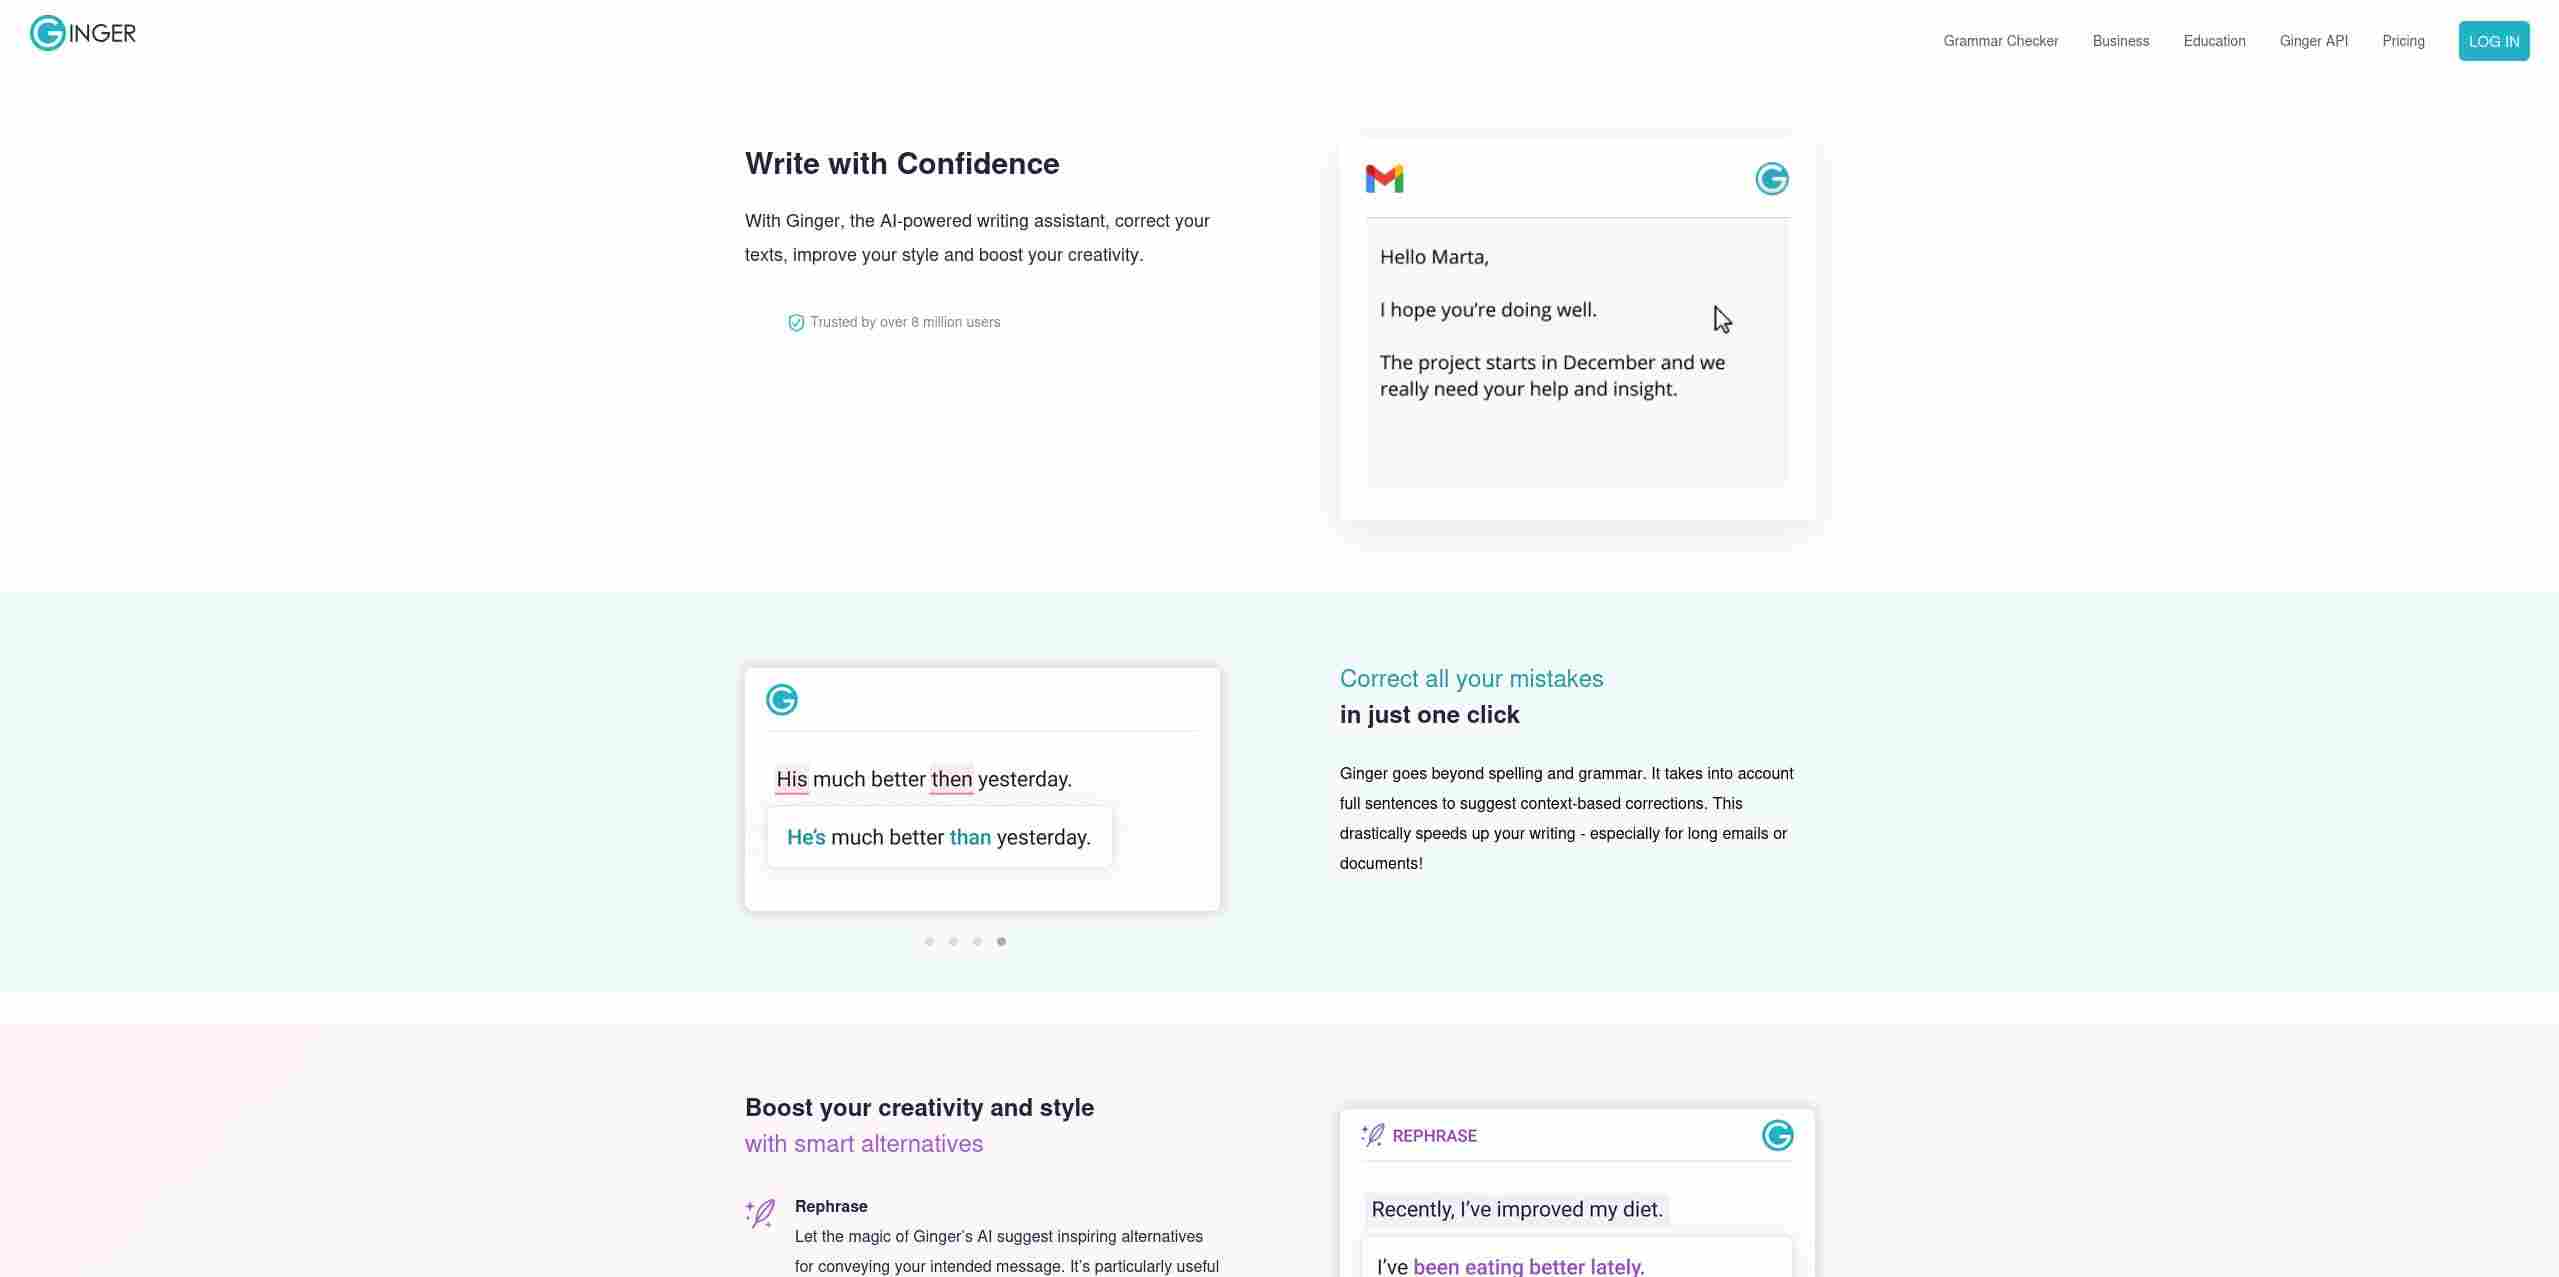 GINGER
Grammar Checker
Business
Education
Ginger API
Pricing
LOG IN
Write with Confidence
With Ginger, the AI-powered writing assistant, correct your
texts, improve your style and boost your creativity.
Trusted by over 8 million users
Hello Marta,
I hope you're doing well.
The project starts in December and we
really need your help and insight.
His much better then yesterday.
He's much better than yesterday.
Correct all your mistakes
in just one click
Ginger goes beyond spelling and grammar. It takes into account
full sentences to suggest context-based corrections. This
drastically speeds up your writing - especially for long emails or
documents!
Boost your creativity and style
with smart alternatives
Rephrase
Let the magic of Ginger's AI suggest inspiring alternatives
for conveying your intended message. It's particularly useful
REPHRASE
Recently, I've improved my diet.
I've been eating better lately.